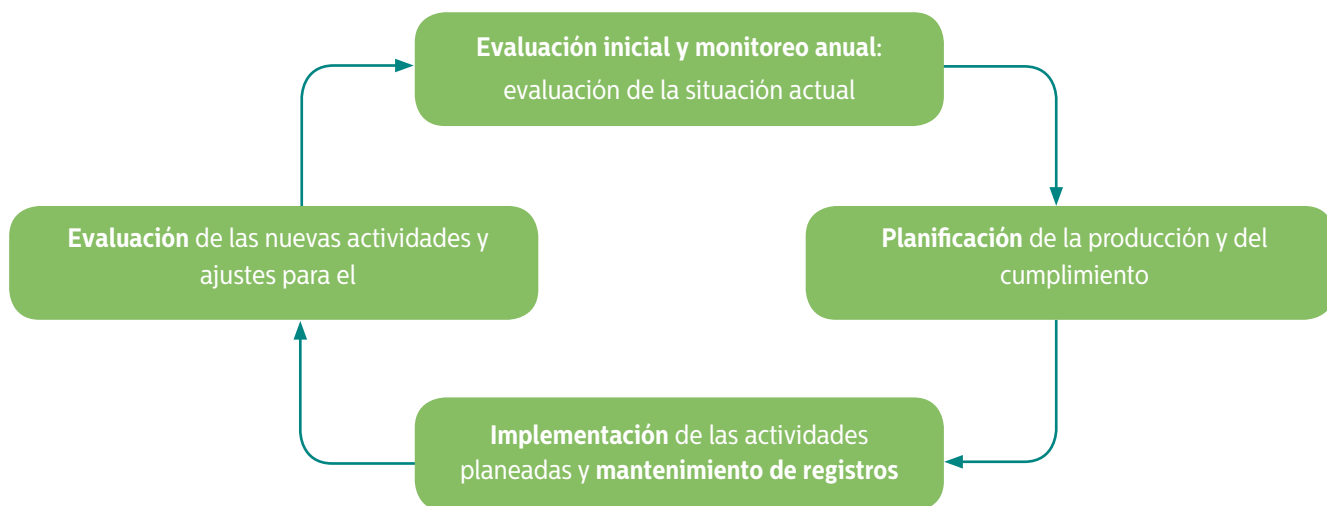 Evaluación inicial y monitoreo anual:
evaluación de la situación actual
Evaluación de las nuevas actividades y
ajustes para el
Planificación de la producción y del
cumplimiento
Implementación de las actividades
planeadas y mantenimiento de registros